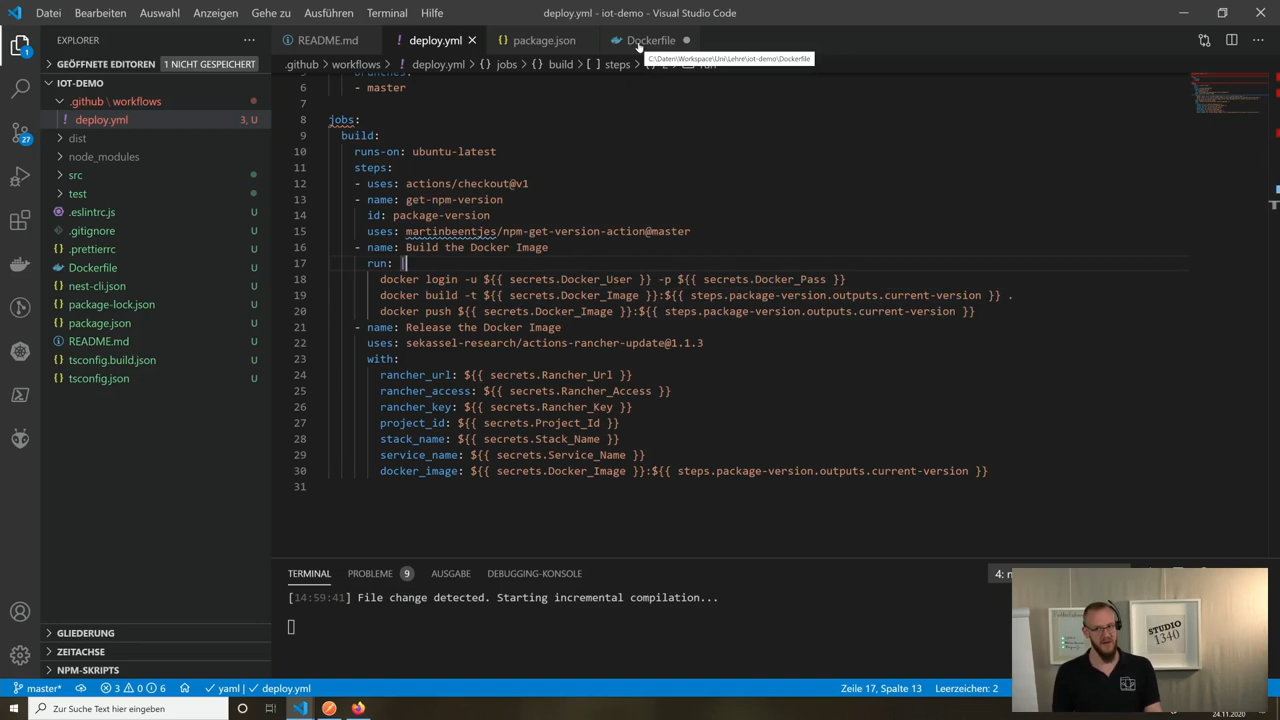 Datei Bearbeiten Auswahl Anzeigen Gehe zu Ausführen Terminal Hilfe deploy.yml - iot-demo - Visual Studio Code
EXPLORER
README.md
deploy.yml
package.json
Dockerfile
C:\Daten\Workspace\Uni\Lehre\iot-demo\Dockerfile
GEÖFFNETE EDITOREN 1 NICHT GESPEICHERT
.github > workflows > deploy.yml > jobs > build > steps
IOT-DEMO
.github \ workflows
deploy.yml 3, U
dist
node_modules
src
test
.eslintrc.js U
.gitignore U
.prettierrc U
Dockerfile U
nest-cli.json U
package-lock.json U
package.json U
README.md U
tsconfig.build.json U
tsconfig.json U
GLIEDERUNG
ZEITACHSE
NPM-SKRIPTS
1
27
6 - master
7
8 jobs:
9 build:
10 runs-on: ubuntu-latest
11 steps:
12 - uses: actions/checkout@v1
13 - name: get-npm-version
14 id: package-version
15 uses: martinbeentjes/npm-get-version-action@master
16 - name: Build the Docker Image
17 run: |
18 docker login -u ${{ secrets.Docker_User }} -p ${{ secrets.Docker_Pass }}
19 docker build -t ${{ secrets.Docker_Image }}:${{ steps.package-version.outputs.current-version }} .
20 docker push ${{ secrets.Docker_Image }}:${{ steps.package-version.outputs.current-version }}
21 - name: Release the Docker Image
22 uses: sekassel-research/actions-rancher-update@1.1.3
23 with:
24 rancher_url: ${{ secrets.Rancher_Url }}
25 rancher_access: ${{ secrets.Rancher_Access }}
26 rancher_key: ${{ secrets.Rancher_Key }}
27 project_id: ${{ secrets.Project_Id }}
28 stack_name: ${{ secrets.Stack_Name }}
29 service_name: ${{ secrets.Service_Name }}
30 docker_image: ${{ secrets.Docker_Image }}:${{ steps.package-version.outputs.current-version }}
31
TERMINAL PROBLEME 9 AUSGABE DEBUGGING-KONSOLE
4:
[14:59:41] File change detected. Starting incremental compilation...
STUDIO
1340
master* 3 0 6 yaml | deploy.yml Zeile 17, Spalte 13 Leerzeichen: 2
Zur Suche Text hier eingeben
24.11.2020